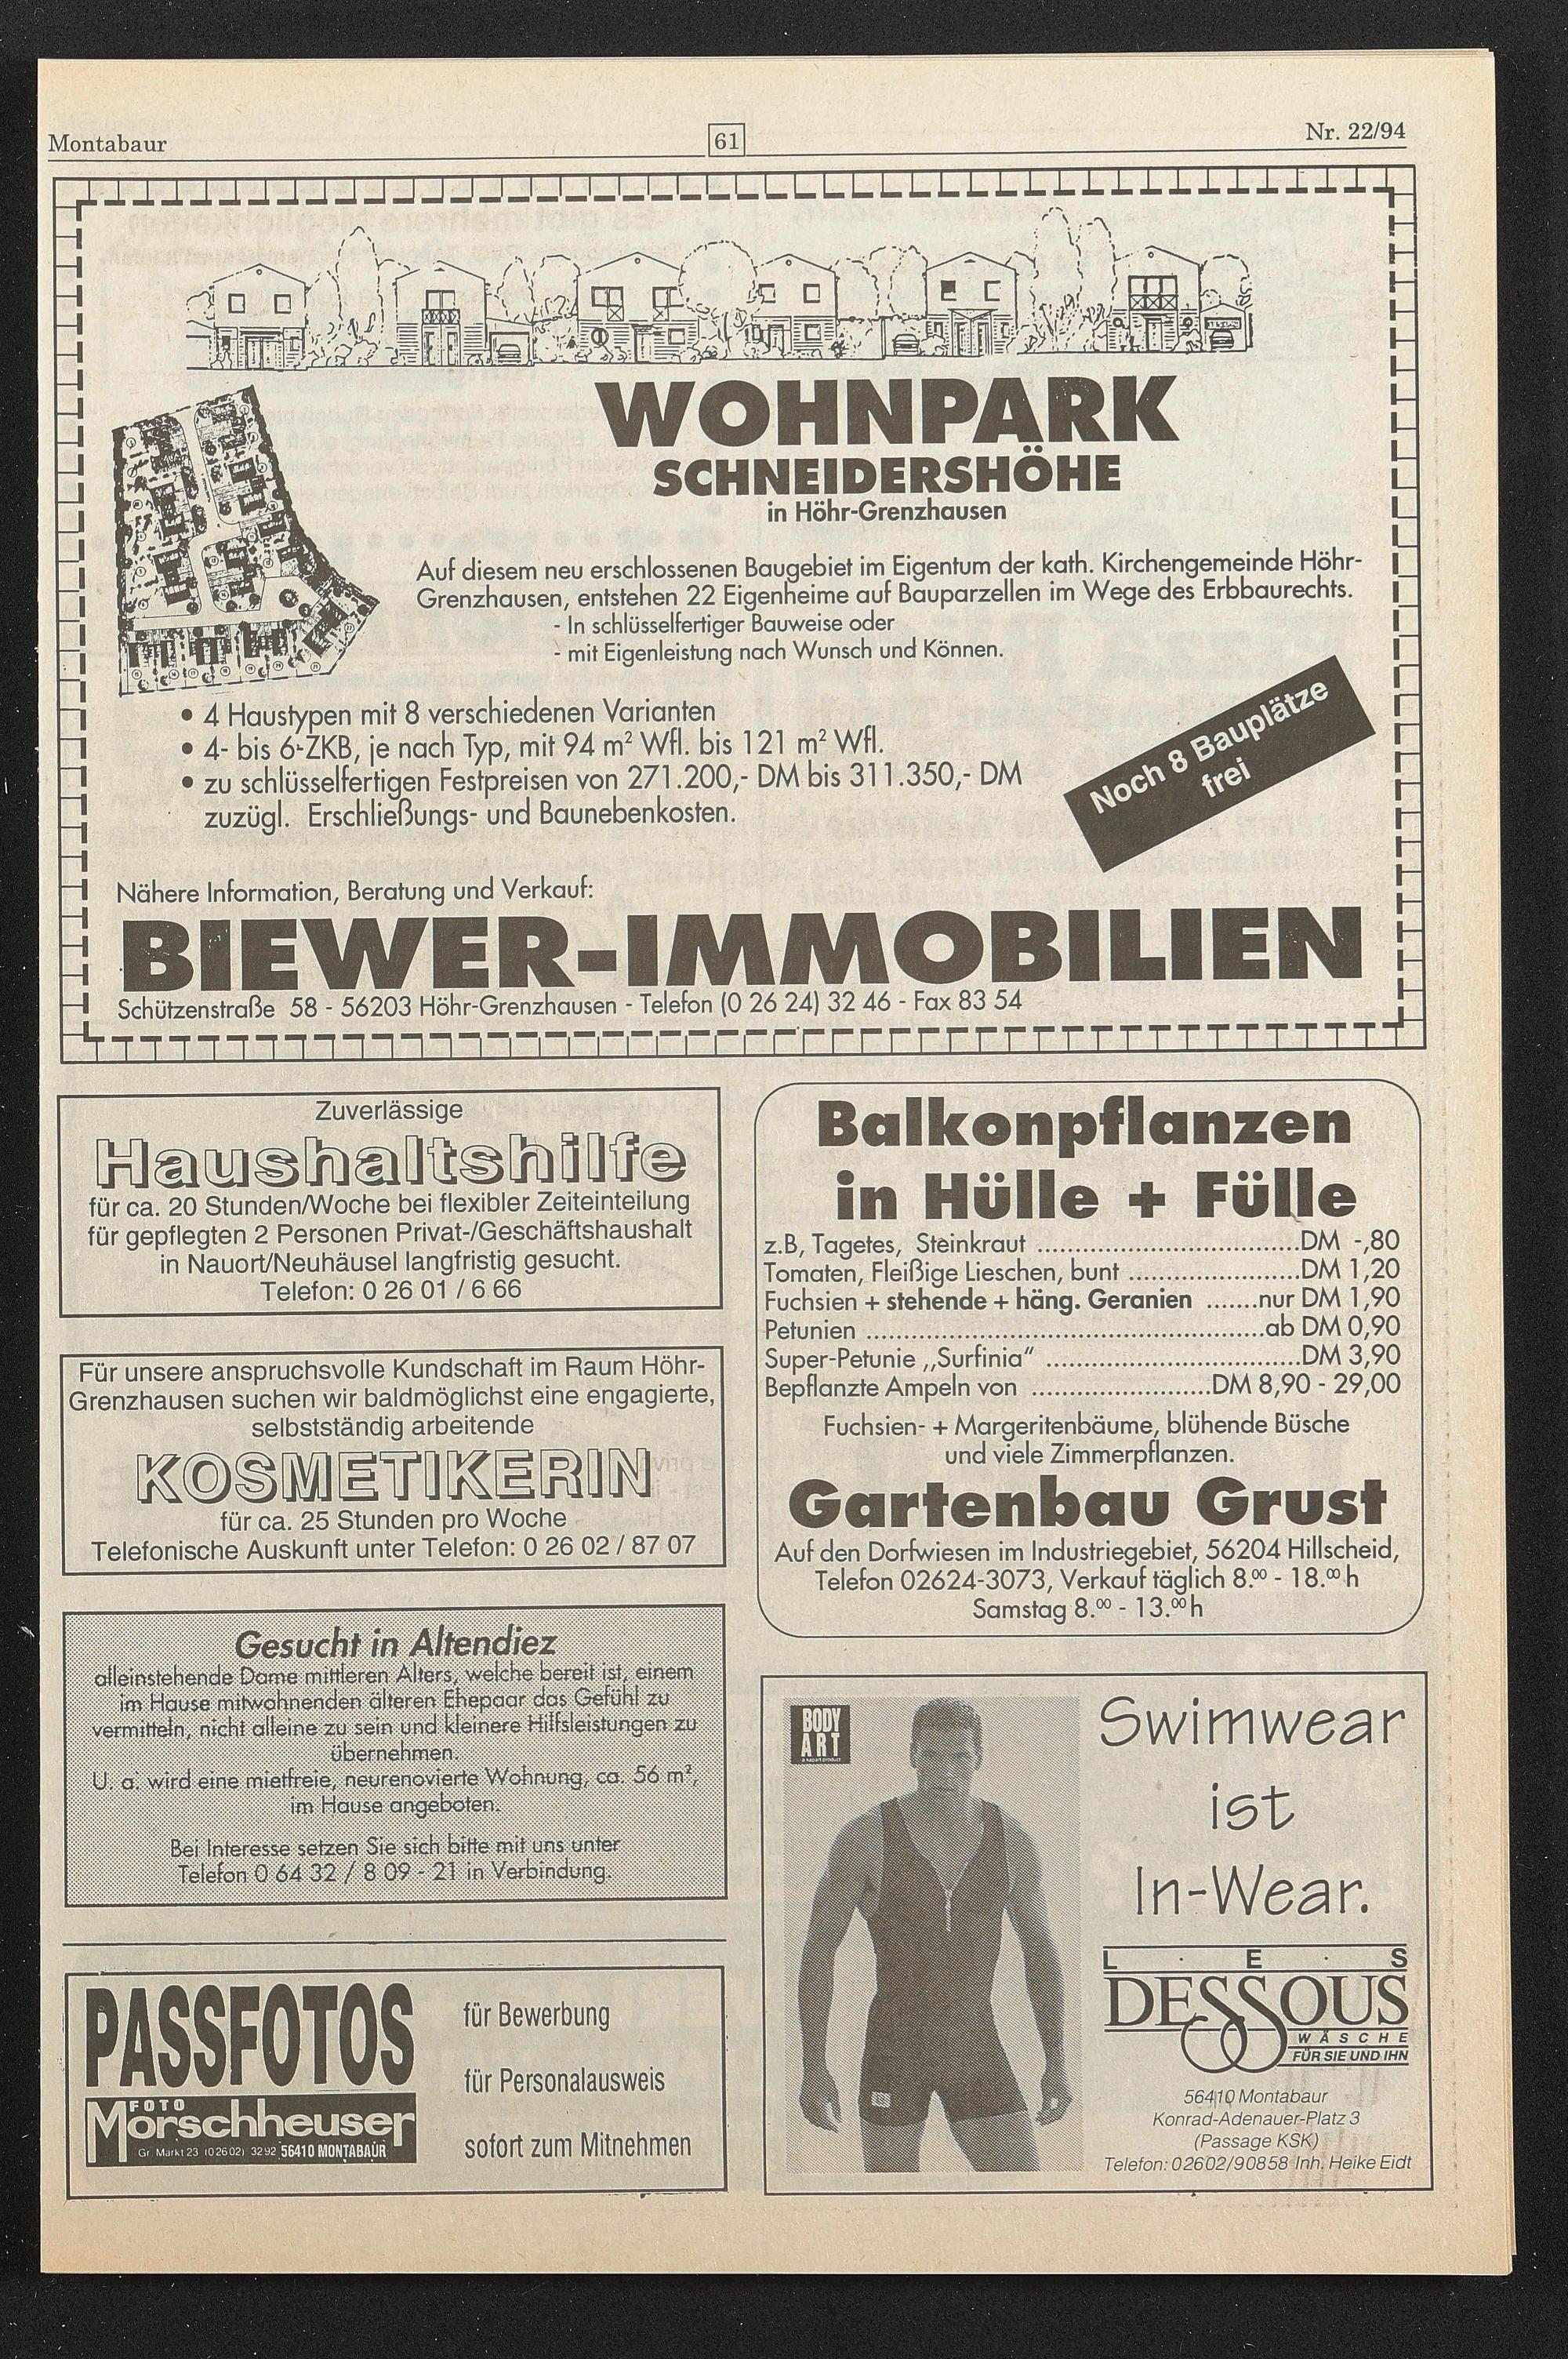 Montabaur
61
Nr. 22/94
WOHNPARK
SCHNEIDERSHÖHE
in Höhr-Grenzhausen
Auf diesem neu erschlossenen Baugebiet im Eigentum der kath. Kirchengemeinde Höhr-
Grenzhausen, entstehen 22 Eigenheime auf Bauparzellen im Wege des Erbbaurechts.
- In schlüsselfertiger Bauweise oder
- mit Eigenleistung nach Wunsch und Können.
• 4 Haustypen mit 8 verschiedenen Varianten
• 4- bis 6-ZKB, je nach Typ, mit 94 m² Wfl. bis 121 m² Wfl.
• zu schlüsselfertigen Festpreisen von 271.200,- DM bis 311.350,- DM
zuzügl. Erschließungs- und Baunebenkosten.
Noch 8 Bauplätze
frei
Nähere Information, Beratung und Verkauf:
BIEWER-IMMOBILIEN
Schützenstraße 58 - 56203 Höhr-Grenzhausen - Telefon (0 26 24) 32 46 - Fax 83 54
Zuverlässige
Haushaltshilfe
für ca. 20 Stunden/Woche bei flexibler Zeiteinteilung
für gepflegten 2 Personen Privat-/Geschäftshaushalt
in Nauort/Neuhäusel langfristig gesucht.
Telefon: 0 26 01 / 6 66
Für unsere anspruchsvolle Kundschaft im Raum Höhr-
Grenzhausen suchen wir baldmöglichst eine engagierte,
selbstständig arbeitende
KOSMETIKERIN
für ca. 25 Stunden pro Woche
Telefonische Auskunft unter Telefon: 0 26 02 / 87 07
Gesucht in Altendiez
alleinstehende Dame mittleren Alters, welche bereit ist, einem
im Hause mitwohnenden älteren Ehepaar das Gefühl zu
vermitteln, nicht alleine zu sein und kleinere Hilfsleistungen zu
übernehmen.
U. a. wird eine mietfreie, neurenovierte Wohnung, ca. 56 m²,
im Hause angeboten.
Bei Interesse setzen Sie sich bitte mit uns unter
Telefon 0 64 32 / 8 09 - 21 in Verbindung.
PASSFOTOS
FOTO
Morschheuser
Gr. Markt 23 (02602) 3292 56410 MONTABAUR
für Bewerbung
für Personalausweis
sofort zum Mitnehmen
Balkonpflanzen
in Hülle + Fülle
z.B, Tagetes, Steinkraut ....................................DM -,80
Tomaten, Fleißige Lieschen, bunt ........................DM 1,20
Fuchsien + stehende + häng. Geranien .......nur DM 1,90
Petunien ......................................................ab DM 0,90
Super-Petunie „Surfinia“ ...................................DM 3,90
Bepflanzte Ampeln von .........................DM 8,90 - 29,00
Fuchsien- + Margeritenbäume, blühende Büsche
und viele Zimmerpflanzen.
Gartenbau Grust
Auf den Dorfwiesen im Industriegebiet, 56204 Hillscheid,
Telefon 02624-3073, Verkauf täglich 8.⁰⁰ - 18.⁰⁰ h
Samstag 8.⁰⁰ - 13.⁰⁰ h
BODY
ART
Swimwear
ist
In-Wear.
L · E · S
DESSOUS
WÄSCHE
FÜR SIE UND IHN
56410 Montabaur
Konrad-Adenauer-Platz 3
(Passage KSK)
Telefon: 02602/90858 Inh. Heike Eidt